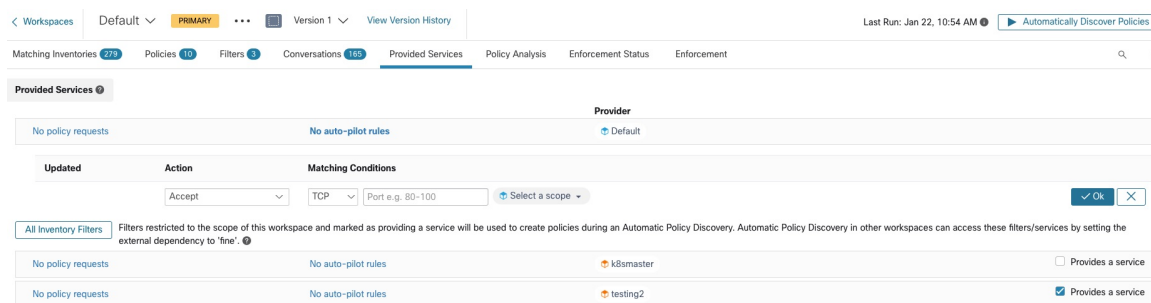 Workspaces Default PRIMARY ... Version 1 View Version History Last Run: Jan 22, 10:54 AM Automatically Discover Policies
Matching Inventories 279 Policies 10 Filters 3 Conversations 165 Provided Services Policy Analysis Enforcement Status Enforcement
Provided Services
Provider
No policy requests No auto-pilot rules Default
Updated Action Matching Conditions
Accept TCP Port e.g. 80-100 Select a scope Ok
All Inventory Filters Filters restricted to the scope of this workspace and marked as providing a service will be used to create policies during an Automatic Policy Discovery. Automatic Policy Discovery in other workspaces can access these filters/services by setting the
external dependency to 'fine'.
No policy requests No auto-pilot rules k8smaster Provides a service
No policy requests No auto-pilot rules testing2 Provides a service